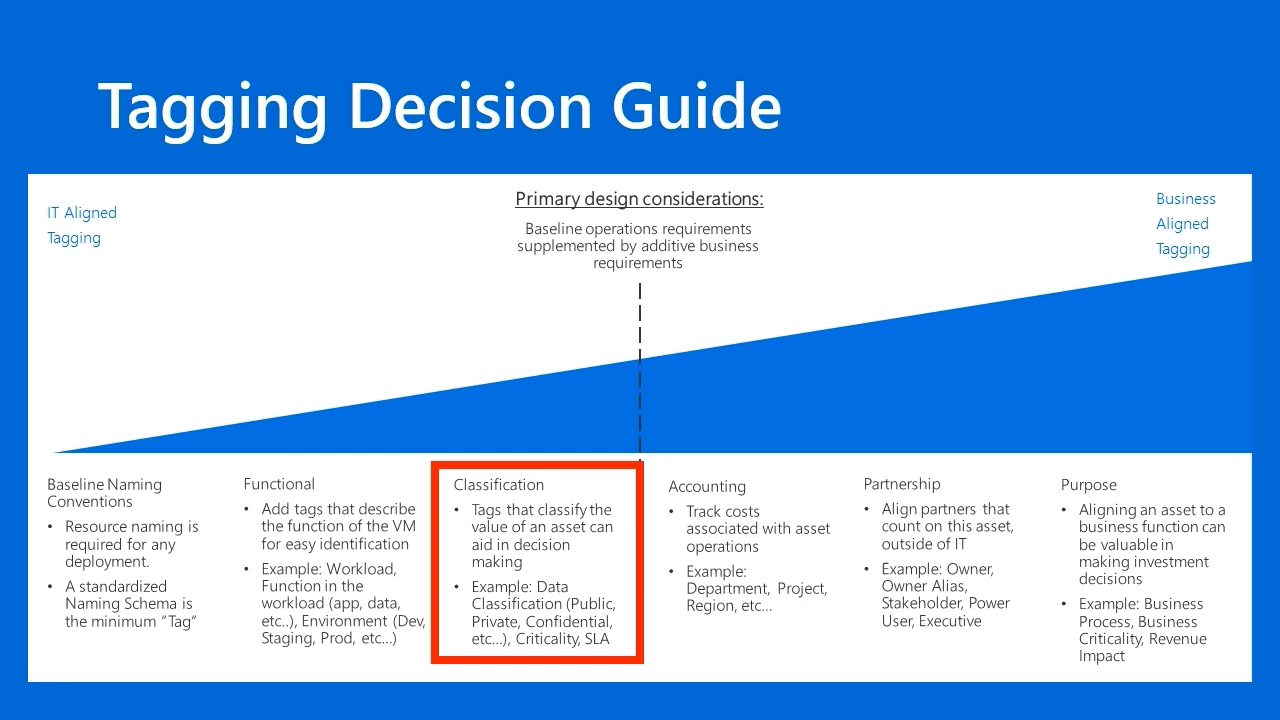 Tagging Decision Guide
IT Aligned
Tagging
Primary design considerations:
Baseline operations requirements
supplemented by additive business
requirements
Business
Aligned
Tagging
Baseline Naming
Conventions
• Resource naming is
required for any
deployment.
• A standardized
Naming Schema is
the minimum "Tag"
Functional
• Add tags that describe
the function of the VM
for easy identification
• Example: Workload,
Function in the
workload (app, data,
etc..), Environment (Dev,
Staging, Prod, etc...)
Classification
• Tags that classify the
value of an asset can
aid in decision
making
• Example: Data
Classification (Public,
Private, Confidential,
etc...), Criticality, SLA
Accounting
• Track costs
associated with asset
operations
• Example:
Department, Project,
Region, etc...
Partnership
• Align partners that
count on this asset,
outside of IT
• Example: Owner,
Owner Alias,
Stakeholder, Power
User, Executive
Purpose
• Aligning an asset to a
business function can
be valuable in
making investment
decisions
• Example: Business
Process, Business
Criticality, Revenue
Impact